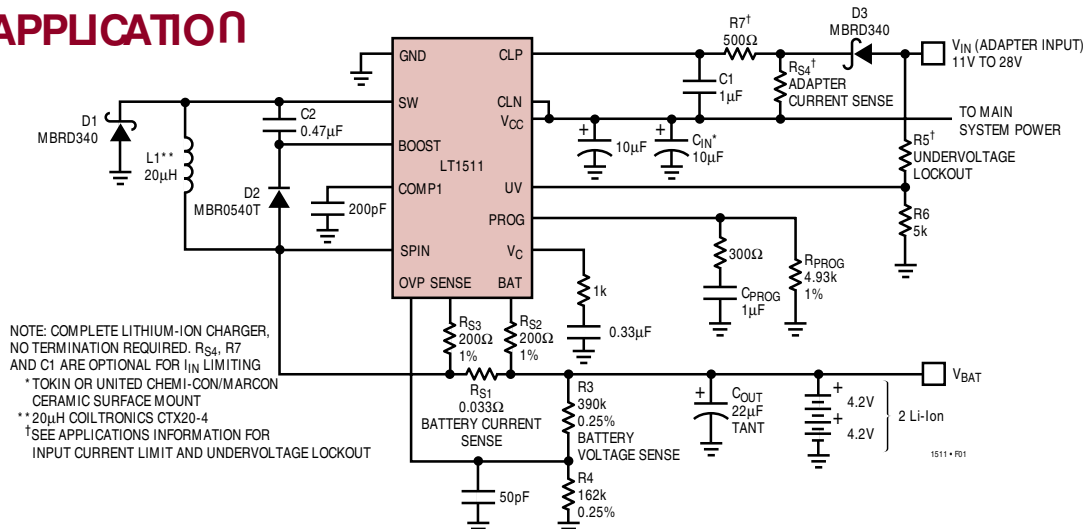 APPLICATION
GND
SW
BOOST
COMP1
SPIN
OVP SENSE BAT
LT1511
CLP
CLN
VCC
UV
PROG
VC
D1
MBRD340
L1**
20µH
C2
0.47µF
D2
MBR0540T
200pF
R7†
500Ω
C1
1µF
RS4†
ADAPTER
CURRENT SENSE
D3
MBRD340
VIN (ADAPTER INPUT)
11V TO 28V
TO MAIN
SYSTEM POWER
+
10µF
+
CIN*
10µF
R5†
UNDERVOLTAGE
LOCKOUT
R6
5k
300Ω
CPROG
1µF
RPROG
4.93k
1%
1k
0.33µF
RS3
200Ω
1%
RS2
200Ω
1%
RS1
0.033Ω
BATTERY CURRENT
SENSE
R3
390k
0.25%
BATTERY
VOLTAGE SENSE
R4
162k
0.25%
50pF
+
COUT
22µF
TANT
VBAT
+
4.2V
+
4.2V
2 Li-Ion
1511 • F01
NOTE: COMPLETE LITHIUM-ION CHARGER,
NO TERMINATION REQUIRED. RS4, R7
AND C1 ARE OPTIONAL FOR IIN LIMITING
* TOKIN OR UNITED CHEMI-CON/MARCON
CERAMIC SURFACE MOUNT
** 20µH COILTRONICS CTX20-4
† SEE APPLICATIONS INFORMATION FOR
INPUT CURRENT LIMIT AND UNDERVOLTAGE LOCKOUT